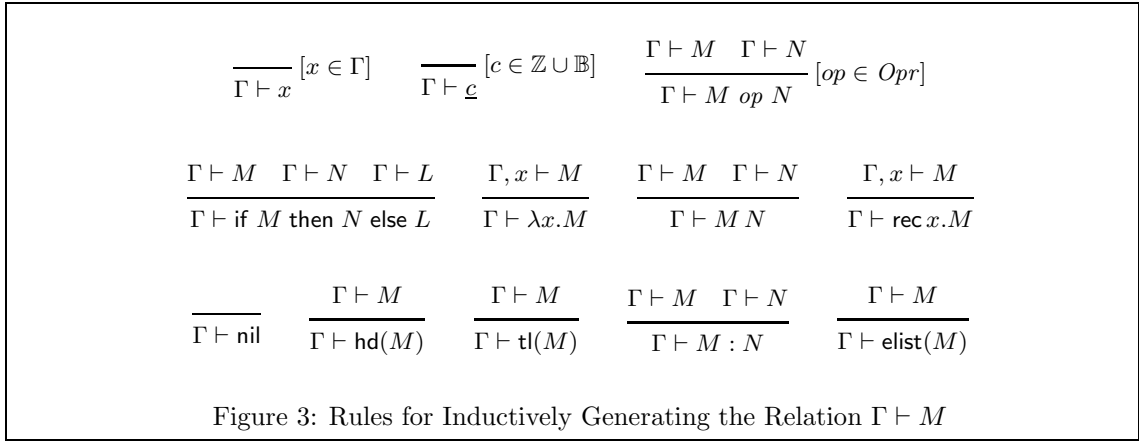 Γ ⊢ M Γ ⊢ N
Γ ⊢ x [x ∈ Γ] Γ ⊢ c̲ [c ∈ ℤ ∪ 𝔹] Γ ⊢ M op N [op ∈ Opr]
Γ ⊢ M Γ ⊢ N Γ ⊢ L Γ, x ⊢ M Γ ⊢ M Γ ⊢ N Γ, x ⊢ M
Γ ⊢ if M then N else L Γ ⊢ λx.M Γ ⊢ M N Γ ⊢ rec x.M
Γ ⊢ M Γ ⊢ M Γ ⊢ M Γ ⊢ N Γ ⊢ M
Γ ⊢ nil Γ ⊢ hd(M) Γ ⊢ tl(M) Γ ⊢ M : N Γ ⊢ elist(M)
Figure 3: Rules for Inductively Generating the Relation Γ ⊢ M